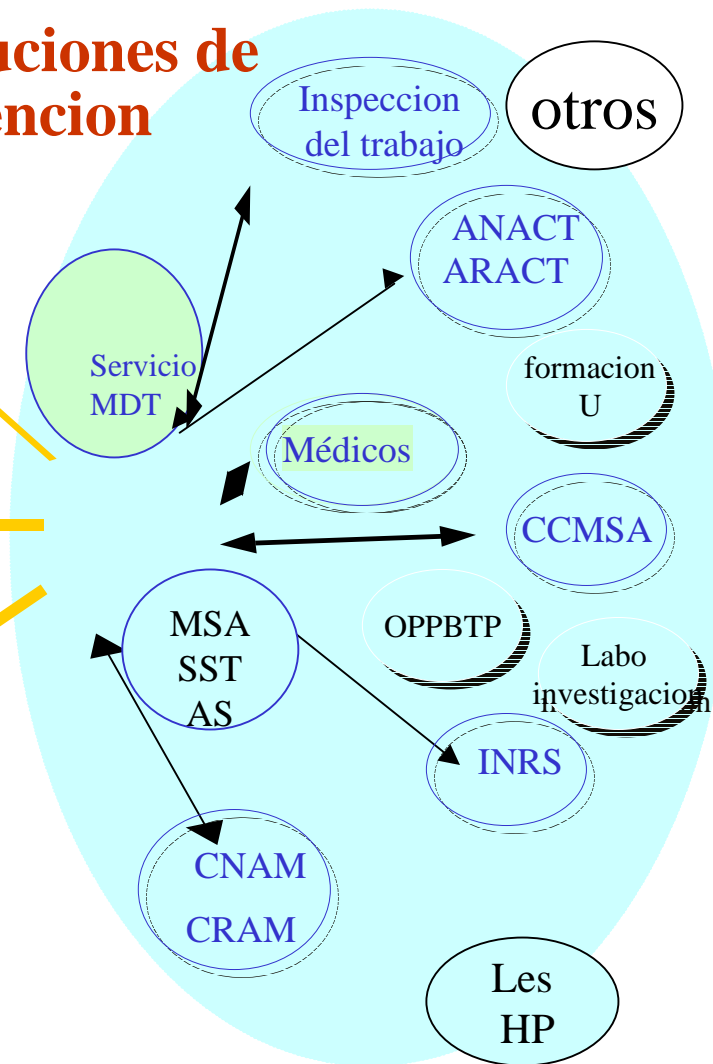 uciones de
encion
Inspeccion
del trabajo
otros
ANACT
ARACT
Servicio
MDT
formacion
U
Médicos
CCMSA
MSA
SST
AS
OPPBTP
Labo
investigacion
INRS
CNAM
CRAM
Les
HP